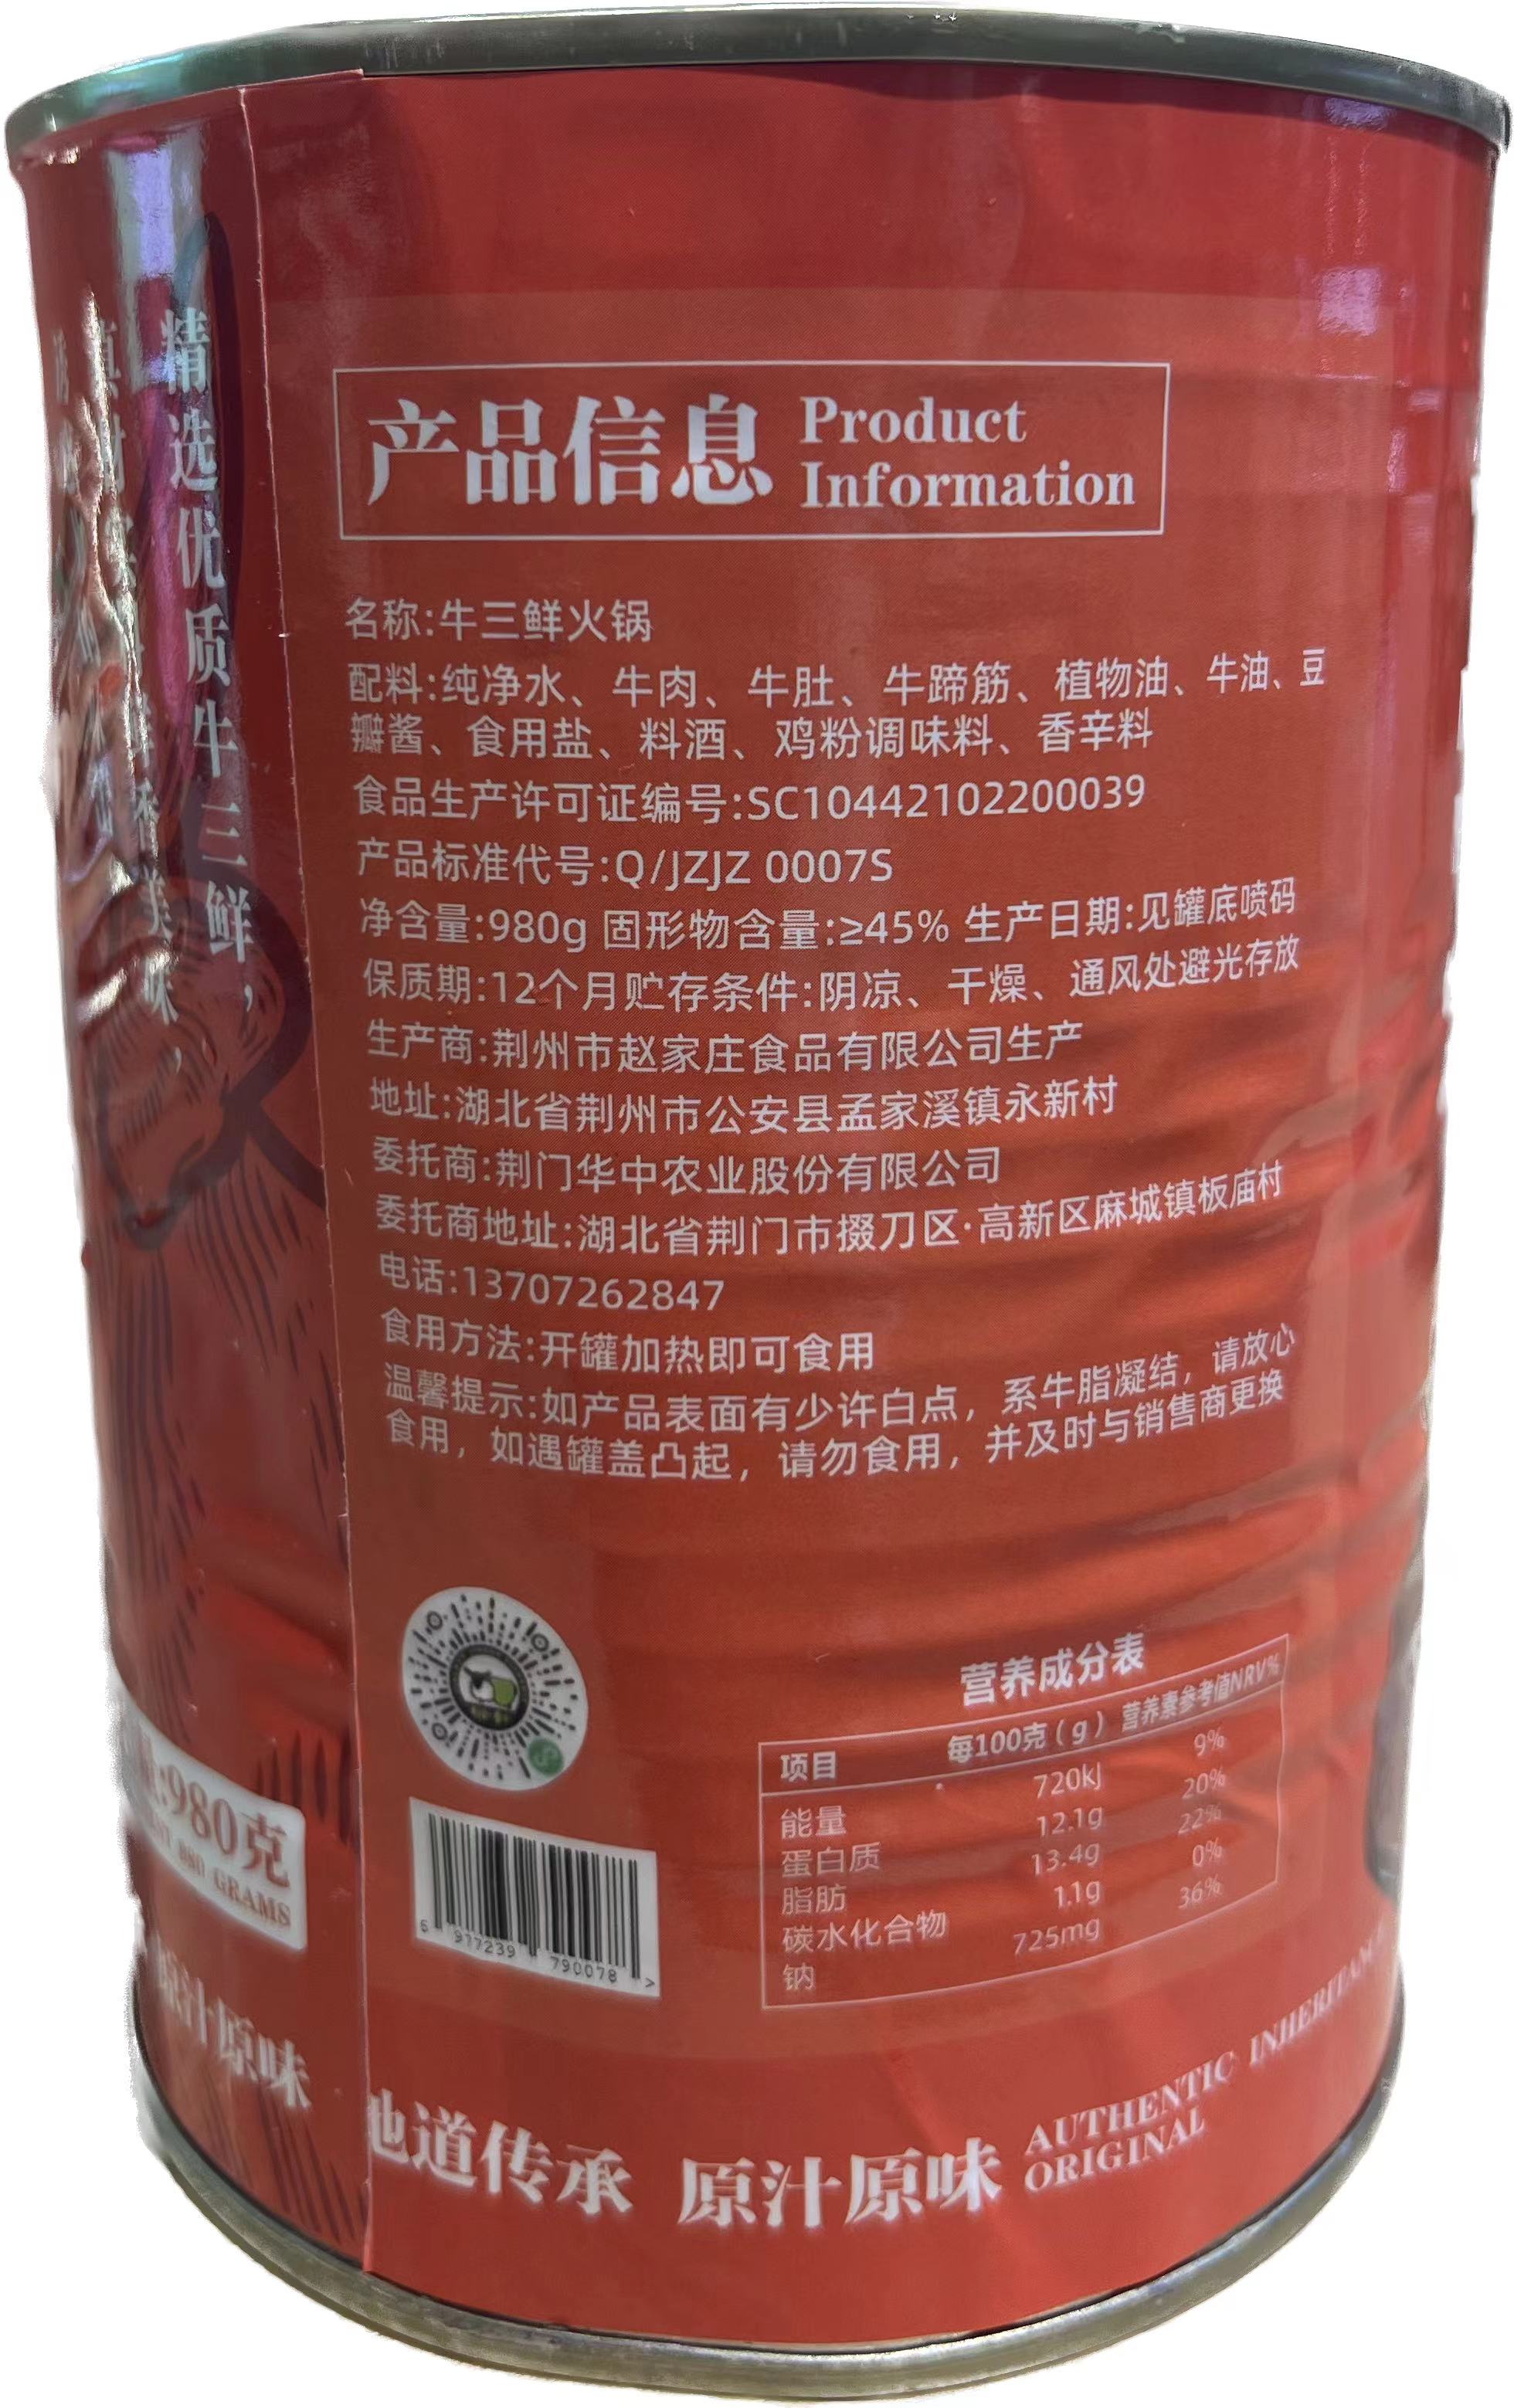 产品信息 Product Information
名称:牛三鲜火锅
配料:纯净水、牛肉、牛肚、牛蹄筋、植物油、牛油、豆
瓣酱、食用盐、料酒、鸡粉调味料、香辛料
食品生产许可证编号:SC10442102200039
产品标准代号:Q/JZJZ 0007S
净含量:980g 固形物含量:≥45% 生产日期:见罐底喷码
保质期:12个月贮存条件:阴凉、干燥、通风处避光存放
生产商:荆州市赵家庄食品有限公司生产
地址:湖北省荆州市公安县孟家溪镇永新村
委托商:荆门华中农业股份有限公司
委托商地址:湖北省荆门市掇刀区·高新区麻城镇板庙村
电话:13707262847
食用方法:开罐加热即可食用
温馨提示:如产品表面有少许白点，系牛脂凝结，请放心
食用，如遇罐盖凸起，请勿食用，并及时与销售商更换
营养成分表
项目 每100克（g）营养素参考值NRV%
能量 720kJ 9%
蛋白质 12.1g 20%
脂肪 13.4g 22%
碳水化合物 1.1g 0%
钠 725mg 36%
6 977239 790078 >
地道传承 原汁原味 AUTHENTIC INHERITANCE
ORIGINAL
精选优质牛三鲜，
:980克
GRAMS
原汁原味